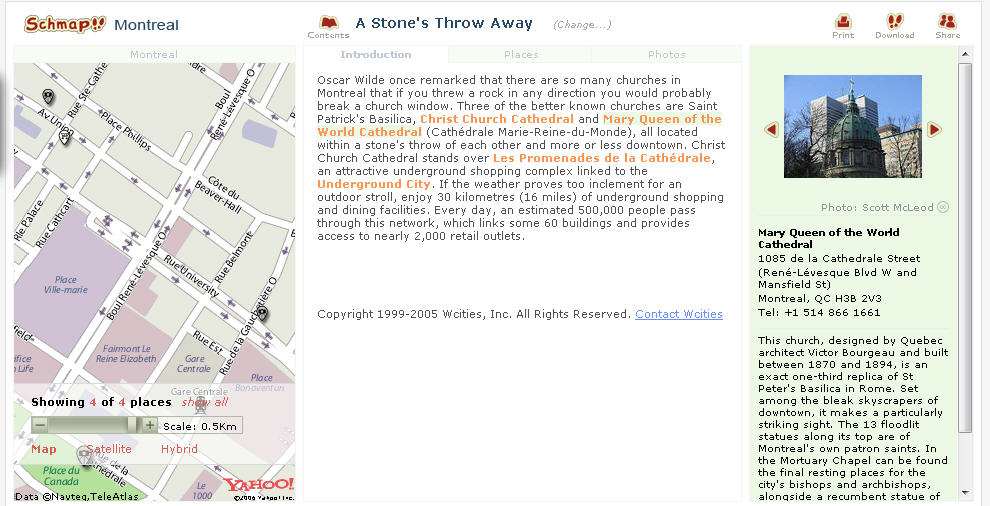 Schmap!! Montreal
Contents
A Stone's Throw Away (Change...)
Print
Download
Share
Montreal
Rue Ste-Cathe
Av. Union
Place Phillips
Boul René-Lévesque O
Côte du
Beaver-Hall
Rle Palace
Rue Cathcart
Rue Belmont
Rue University
Place
Ville-marie
Boul René-Lévesque O
Rue de la Gauchetière O
Rue Est
Fairmont Le
Reine Elizabeth
Gare
Centrale
Place
Bonaventun
ifice
n Life
Gare Centrale
Showing 4 of 4 places show all
Scale: 0.5Km
Map Satellite Hybrid
Place du
Canada
Le
1000
YAHOO!
Data ©Navteq,TeleAtlas
©2006 Yahoo! Inc.
Introduction Places Photos
Oscar Wilde once remarked that there are so many churches in
Montreal that if you threw a rock in any direction you would probably
break a church window. Three of the better known churches are Saint
Patrick's Basilica, Christ Church Cathedral and Mary Queen of the
World Cathedral (Cathédrale Marie-Reine-du-Monde), all located
within a stone's throw of each other and more or less downtown. Christ
Church Cathedral stands over Les Promenades de la Cathédrale,
an attractive underground shopping complex linked to the
Underground City. If the weather proves too inclement for an
outdoor stroll, enjoy 30 kilometres (16 miles) of underground shopping
and dining facilities. Every day, an estimated 500,000 people pass
through this network, which links some 60 buildings and provides
access to nearly 2,000 retail outlets.
Copyright 1999-2005 Wcities, Inc. All Rights Reserved. Contact Wcities
Photo: Scott McLeod
Mary Queen of the World
Cathedral
1085 de la Cathedrale Street
(René-Lévesque Blvd W and
Mansfield St)
Montreal, QC H3B 2V3
Tel: +1 514 866 1661
This church, designed by Quebec
architect Victor Bourgeau and built
between 1870 and 1894, is an
exact one-third replica of St
Peter's Basilica in Rome. Set
among the bleak skyscrapers of
downtown, it makes a particularly
striking sight. The 13 floodlit
statues along its top are of
Montreal's own patron saints. In
the Mortuary Chapel can be found
the final resting places for the
city's bishops and archbishops,
alongside a recumbent statue of